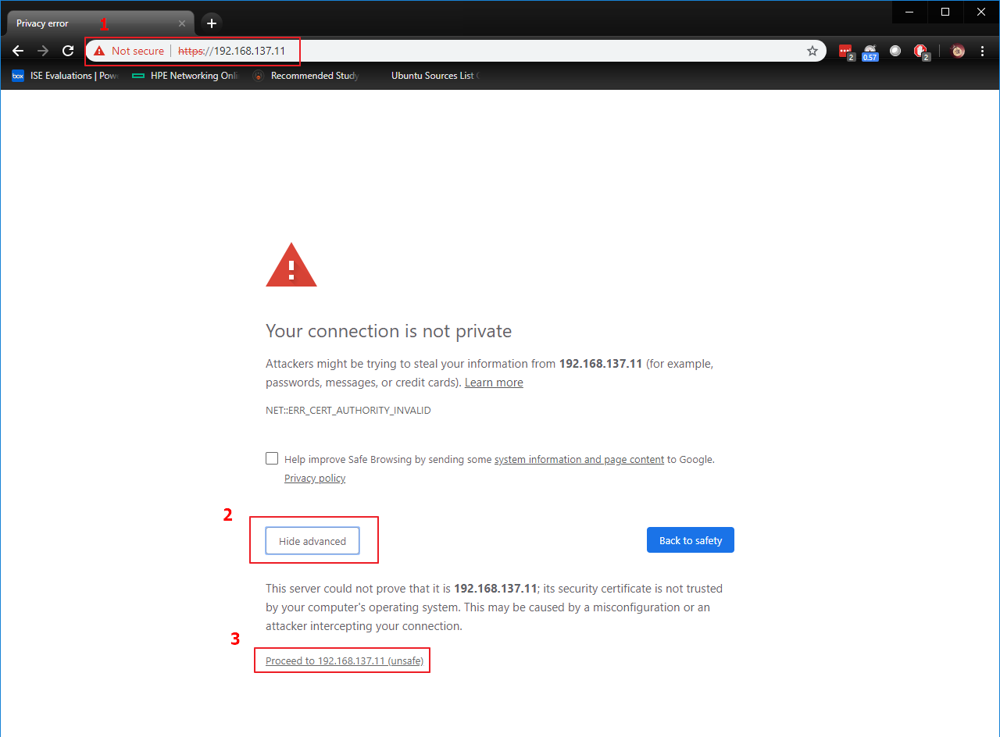 Privacy error
1
Not secure | https://192.168.137.11
2
0.57
2
box ISE Evaluations | Pow
HPE Networking Onli
Recommended Study
Ubuntu Sources List
Your connection is not private
Attackers might be trying to steal your information from 192.168.137.11 (for example,
passwords, messages, or credit cards). Learn more
NET::ERR_CERT_AUTHORITY_INVALID
Help improve Safe Browsing by sending some system information and page content to Google.
Privacy policy
2
Hide advanced
Back to safety
This server could not prove that it is 192.168.137.11; its security certificate is not trusted
by your computer's operating system. This may be caused by a misconfiguration or an
attacker intercepting your connection.
3
Proceed to 192.168.137.11 (unsafe)